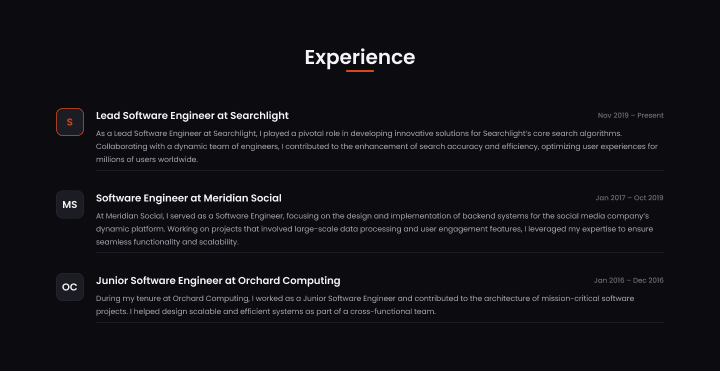 Experience
S
Lead Software Engineer at Searchlight
Nov 2019 – Present
As a Lead Software Engineer at Searchlight, I played a pivotal role in developing innovative solutions for Searchlight's core search algorithms.
Collaborating with a dynamic team of engineers, I contributed to the enhancement of search accuracy and efficiency, optimizing user experiences for
millions of users worldwide.
MS
Software Engineer at Meridian Social
Jan 2017 – Oct 2019
At Meridian Social, I served as a Software Engineer, focusing on the design and implementation of backend systems for the social media company's
dynamic platform. Working on projects that involved large-scale data processing and user engagement features, I leveraged my expertise to ensure
seamless functionality and scalability.
OC
Junior Software Engineer at Orchard Computing
Jan 2016 – Dec 2016
During my tenure at Orchard Computing, I worked as a Junior Software Engineer and contributed to the architecture of mission-critical software
projects. I helped design scalable and efficient systems as part of a cross-functional team.